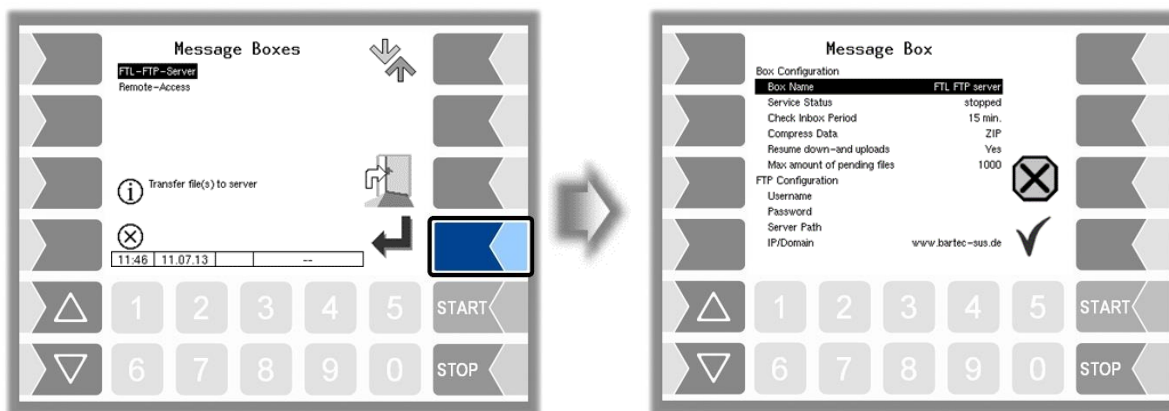 Message Boxes
FTL-FTP-Server
Remote-Access
Transfer file(s) to server
11:46 11.07.13 --
1 2 3 4 5 START
6 7 8 9 0 STOP
Message Box
Box Configuration
Box Name FTL FTP server
Service Status stopped
Check Inbox Period 15 min.
Compress Data ZIP
Resume down-and uploads Yes
Max amount of pending files 1000
FTP Configuration
Username
Password
Server Path
IP/Domain www.bartec-sus.de
1 2 3 4 5 START
6 7 8 9 0 STOP